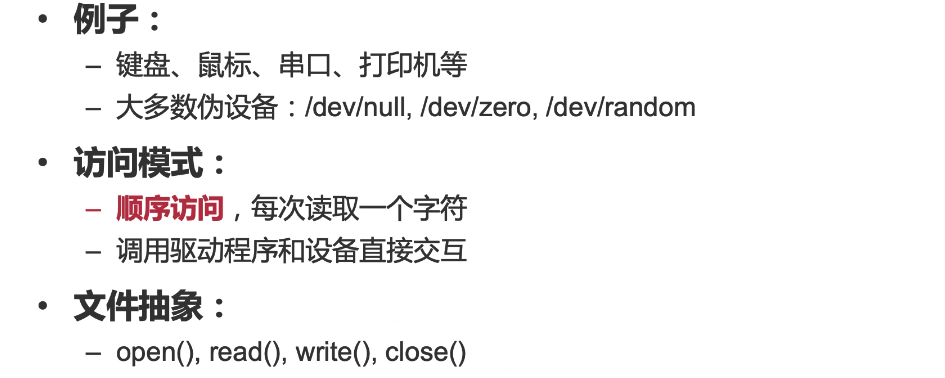 • 例子：
– 键盘、鼠标、串口、打印机等
– 大多数伪设备：/dev/null, /dev/zero, /dev/random
• 访问模式：
– 顺序访问，每次读取一个字符
– 调用驱动程序和设备直接交互
• 文件抽象：
– open(), read(), write(), close()